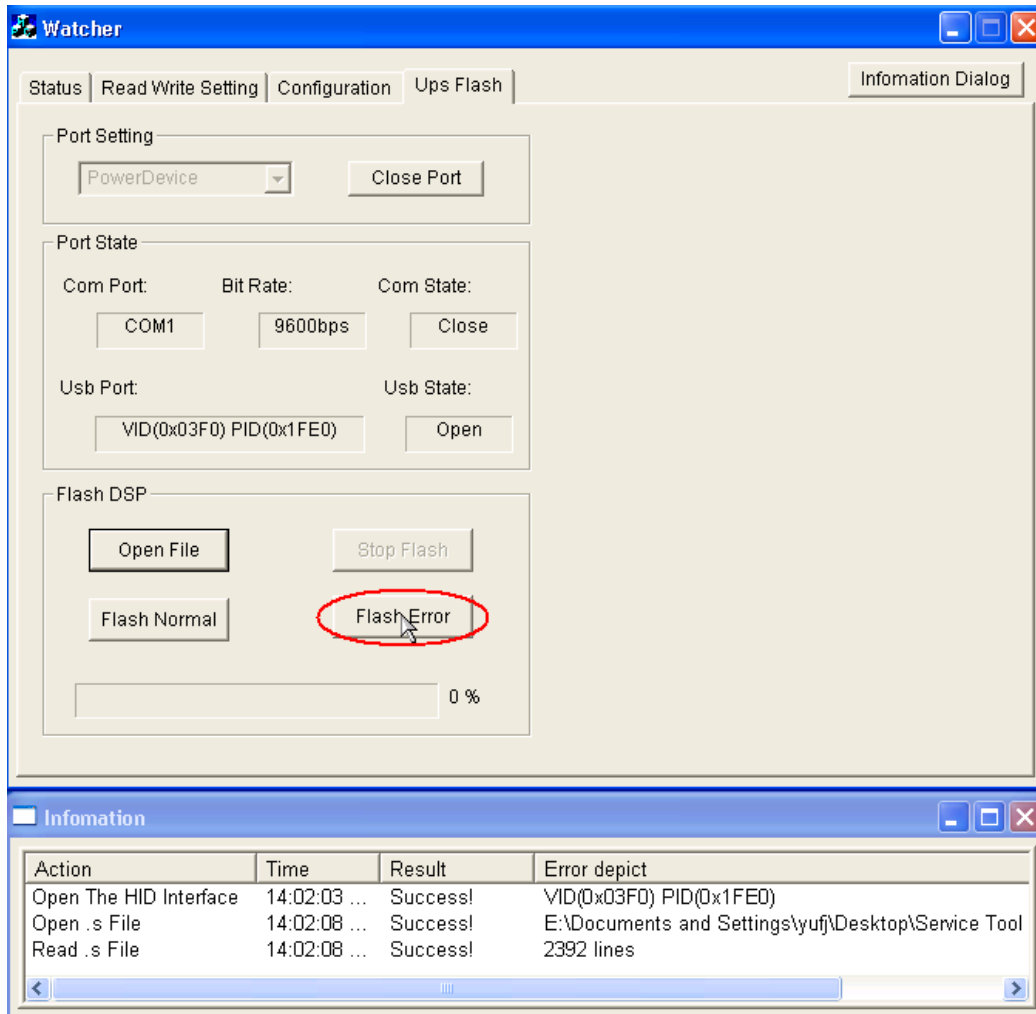 Watcher
Status Read Write Setting Configuration Ups Flash Infomation Dialog
Port Setting
PowerDevice Close Port
Port State
Com Port: Bit Rate: Com State:
COM1 9600bps Close
Usb Port: Usb State:
VID(0x03F0) PID(0x1FE0) Open
Flash DSP
Open File Stop Flash
Flash Normal Flash Error
0 %
Infomation
Action Time Result Error depict
Open The HID Interface 14:02:03 ... Success! VID(0x03F0) PID(0x1FE0)
Open .s File 14:02:08 ... Success! E:\Documents and Settings\yufj\Desktop\Service Tool
Read .s File 14:02:08 ... Success! 2392 lines